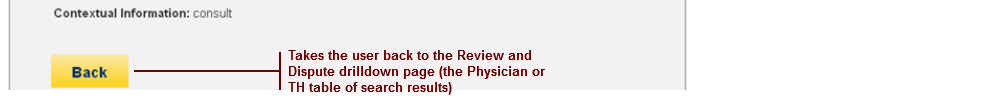 Contextual Information: consult
Back
Takes the user back to the Review and
Dispute drilldown page (the Physician or
TH table of search results)